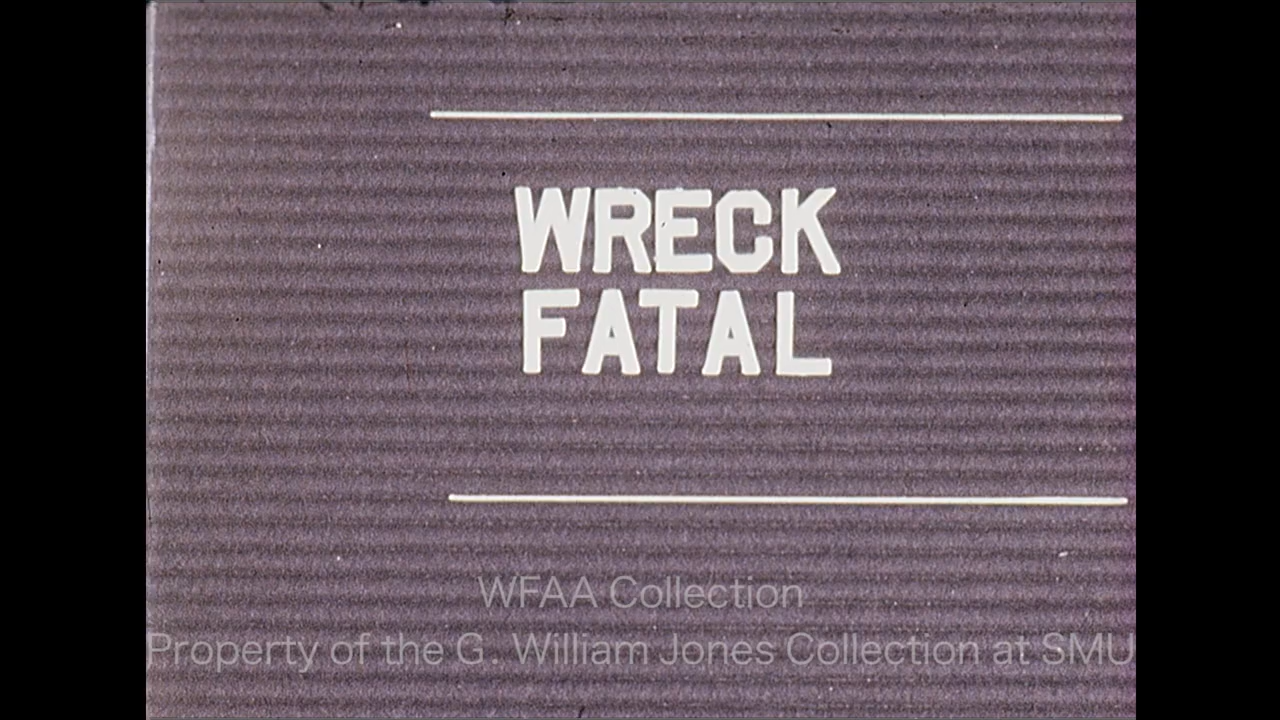 WRECK
FATAL
WFAA Collection
Property of the G. William Jones Collection at SMU